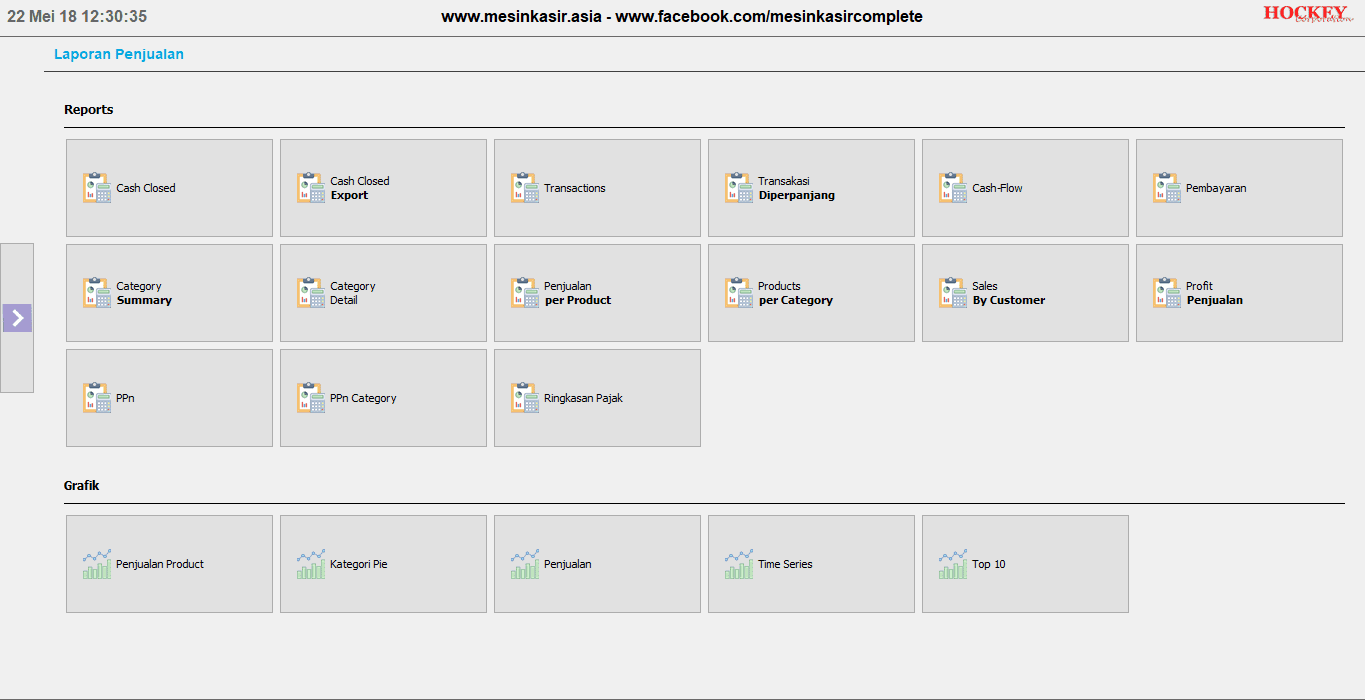 22 Mei 18 12:30:35
www.mesinkasir.asia - www.facebook.com/mesinkasircomplete
HOCKEY
Corporation
Laporan Penjualan
Reports
Cash Closed
Cash Closed
Export
Transactions
Transakasi
Diperpanjang
Cash-Flow
Pembayaran
Category
Summary
Category
Detail
Penjualan
per Product
Products
per Category
Sales
By Customer
Profit
Penjualan
PPn
PPn Category
Ringkasan Pajak
Grafik
Penjualan Product
Kategori Pie
Penjualan
Time Series
Top 10